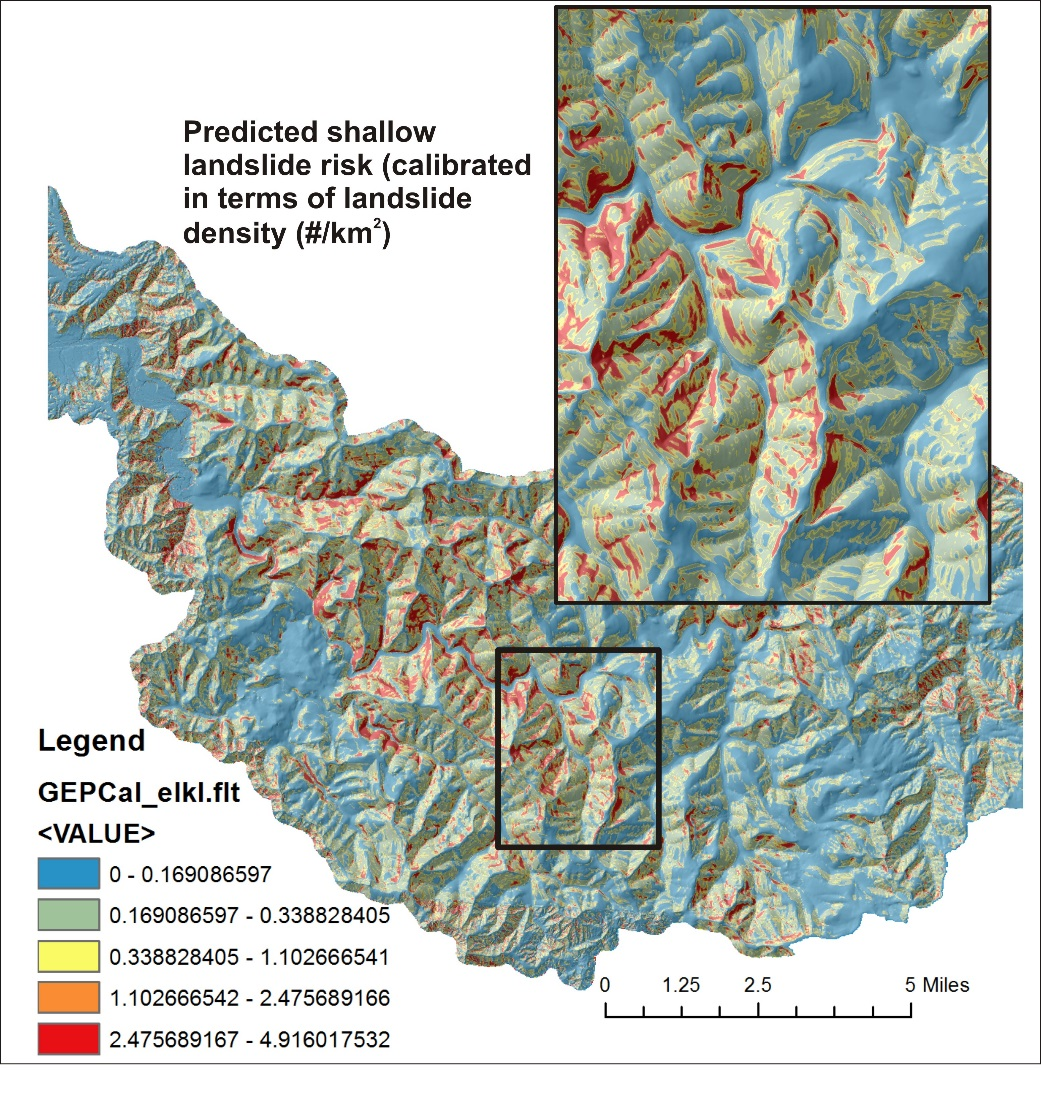 Predicted shallow
landslide risk (calibrated
in terms of landslide
density (#/km²)
Legend
GEPCal_elkl.flt
<VALUE>
0 - 0.169086597
0.169086597 - 0.338828405
0.338828405 - 1.102666541
1.102666542 - 2.475689166
2.475689167 - 4.916017532
0 1.25 2.5 5 Miles